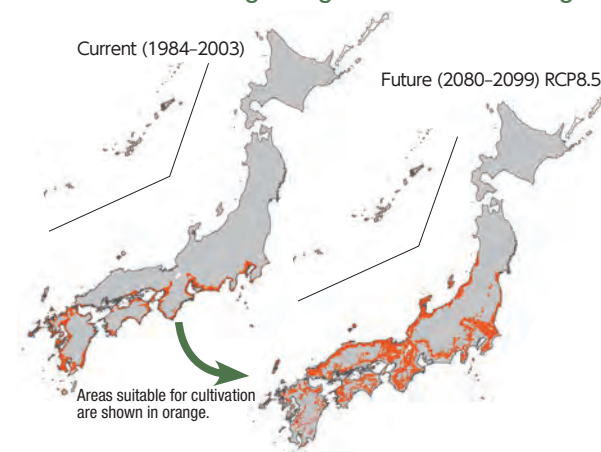 Current (1984–2003)
Future (2080–2099) RCP8.5
Areas suitable for cultivation
are shown in orange.